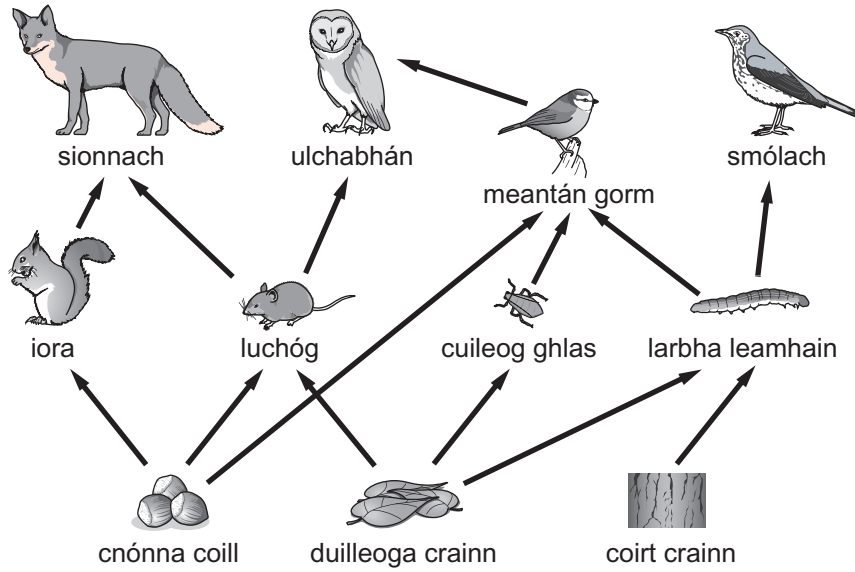 sionnach
ulchabhán
smólach
meantán gorm
iora
luchóg
cuileog ghlas
larbha leamhain
cnónna coill
duilleoga crainn
coirt crainn